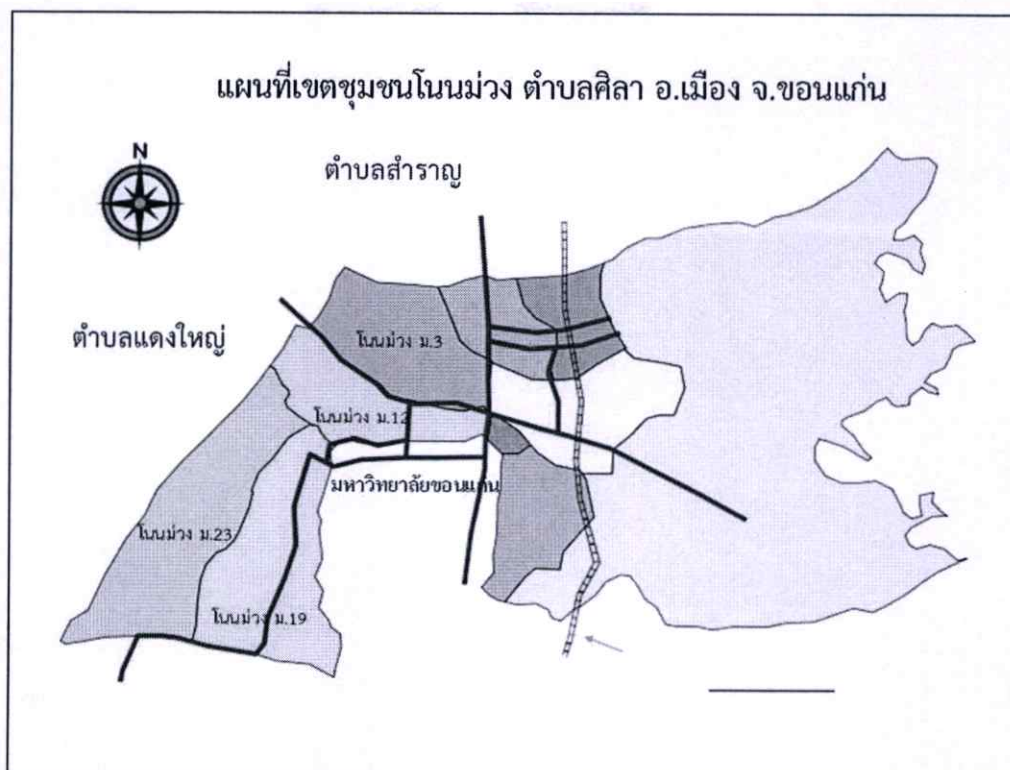 แผนที่เขตชุมชนโนนม่วง ตำบลศิลา อ.เมือง จ.ขอนแก่น
N
ตำบลสำราญ
ตำบลแดงใหญ่
โนนม่วง ม.3
โนนม่วง ม.12
มหาวิทยาลัยขอนแก่น
โนนม่วง ม.23
โนนม่วง ม.19